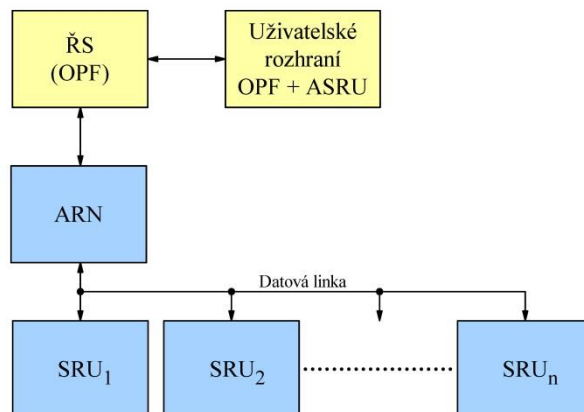 ŘS
(OPF)
Uživatelské
rozhraní
OPF + ASRU
ARN
Datová linka
SRU₁
SRU₂
SRUₙ